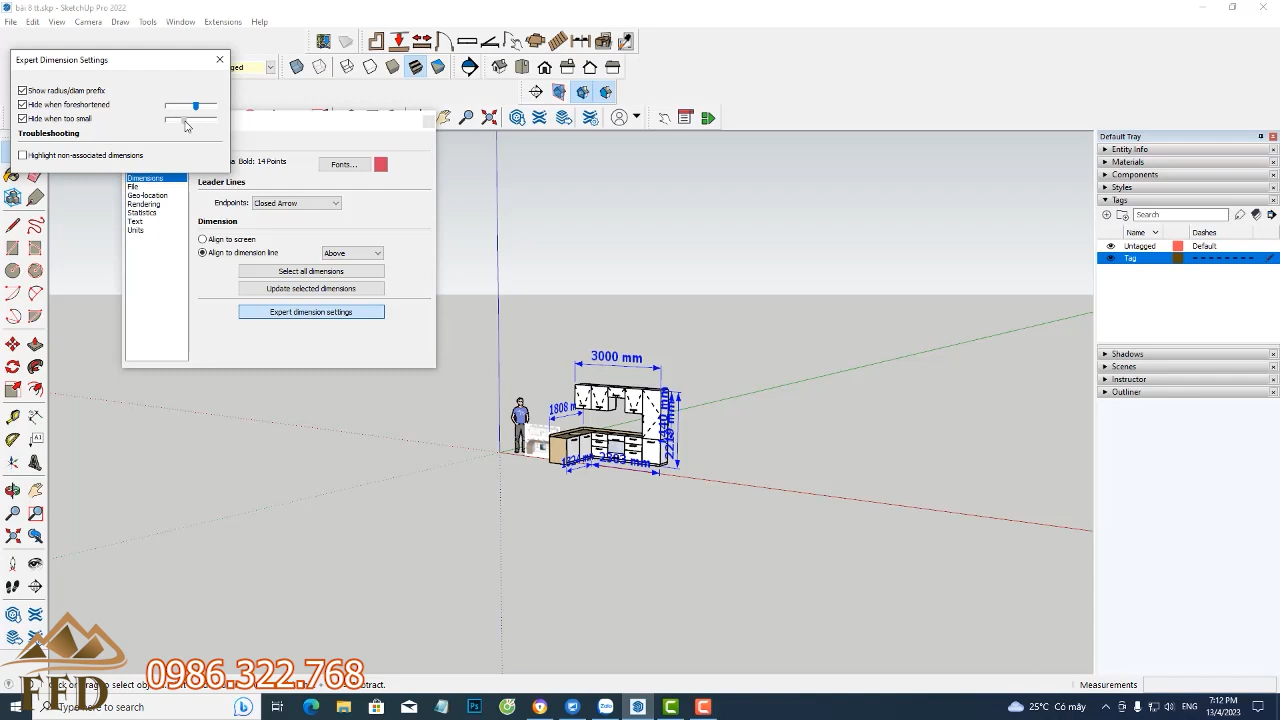 bài 8 tt.skp - SketchUp Pro 2022
File Edit View Camera Draw Tools Window Extensions Help
Expert Dimension Settings
Show radius/diam prefix
Hide when foreshortened
Hide when too small
Troubleshooting
Highlight non-associated dimensions
Bold: 14 Points
Fonts...
Leader Lines
Endpoints: Closed Arrow
Dimension
Align to screen
Align to dimension line Above
Select all dimensions
Update selected dimensions
Expert dimension settings
Dimensions
File
Geo-location
Rendering
Statistics
Text
Units
3000 mm
1808
2210 mm
Default Tray
Entity Info
Materials
Components
Styles
Tags
Search
Name Dashes
Untagged Default
Tag
Shadows
Scenes
Instructor
Outliner
FFD
0986.322.768
Measurements
to search
Zalo
25°C Có mây
7:12 PM
13/4/2023